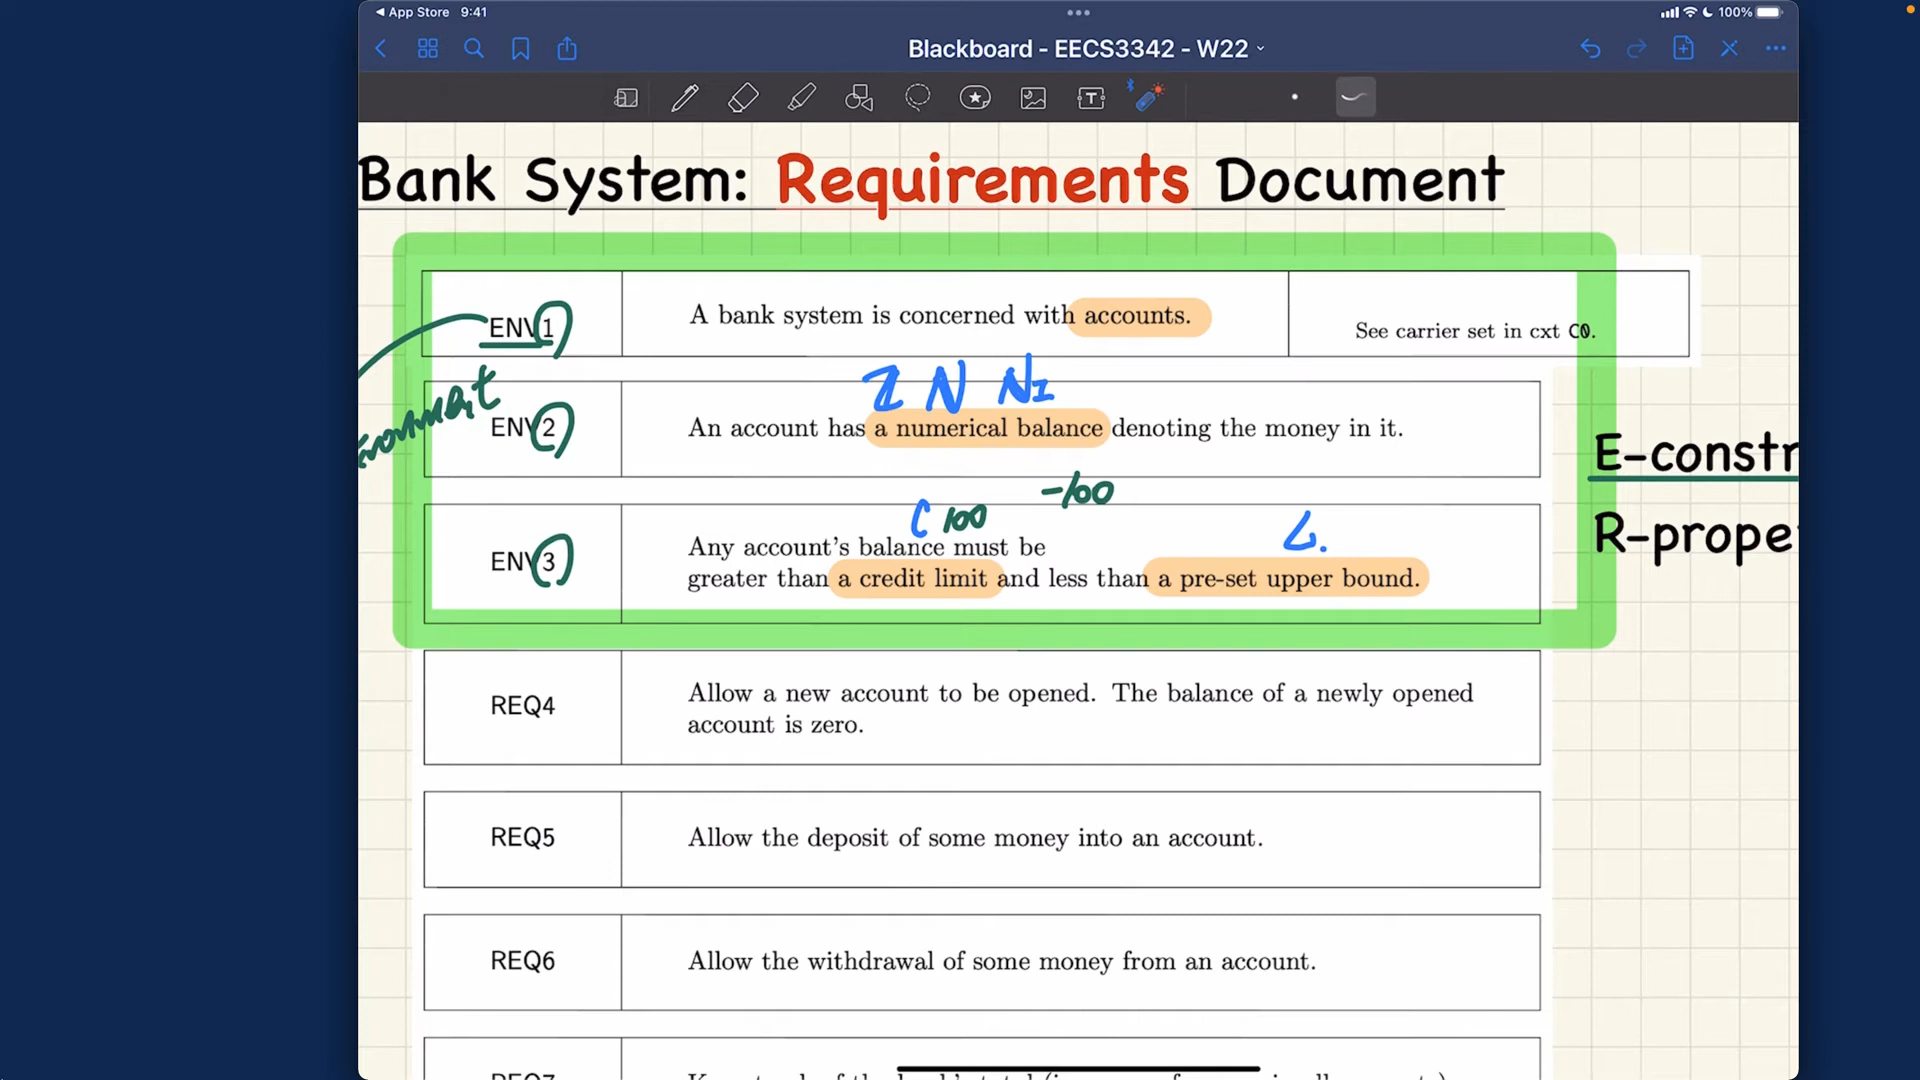 App Store 9:41
100%
Blackboard - EECS3342 - W22
Bank System: Requirements Document
ENV1
A bank system is concerned with accounts.
See carrier set in cxt C0.
Z N N1
ENV2
An account has a numerical balance denoting the money in it.
E-constr
-100
C 100
L.
R-prope
ENV3
Any account's balance must be
greater than a credit limit and less than a pre-set upper bound.
REQ4
Allow a new account to be opened. The balance of a newly opened
account is zero.
REQ5
Allow the deposit of some money into an account.
REQ6
Allow the withdrawal of some money from an account.